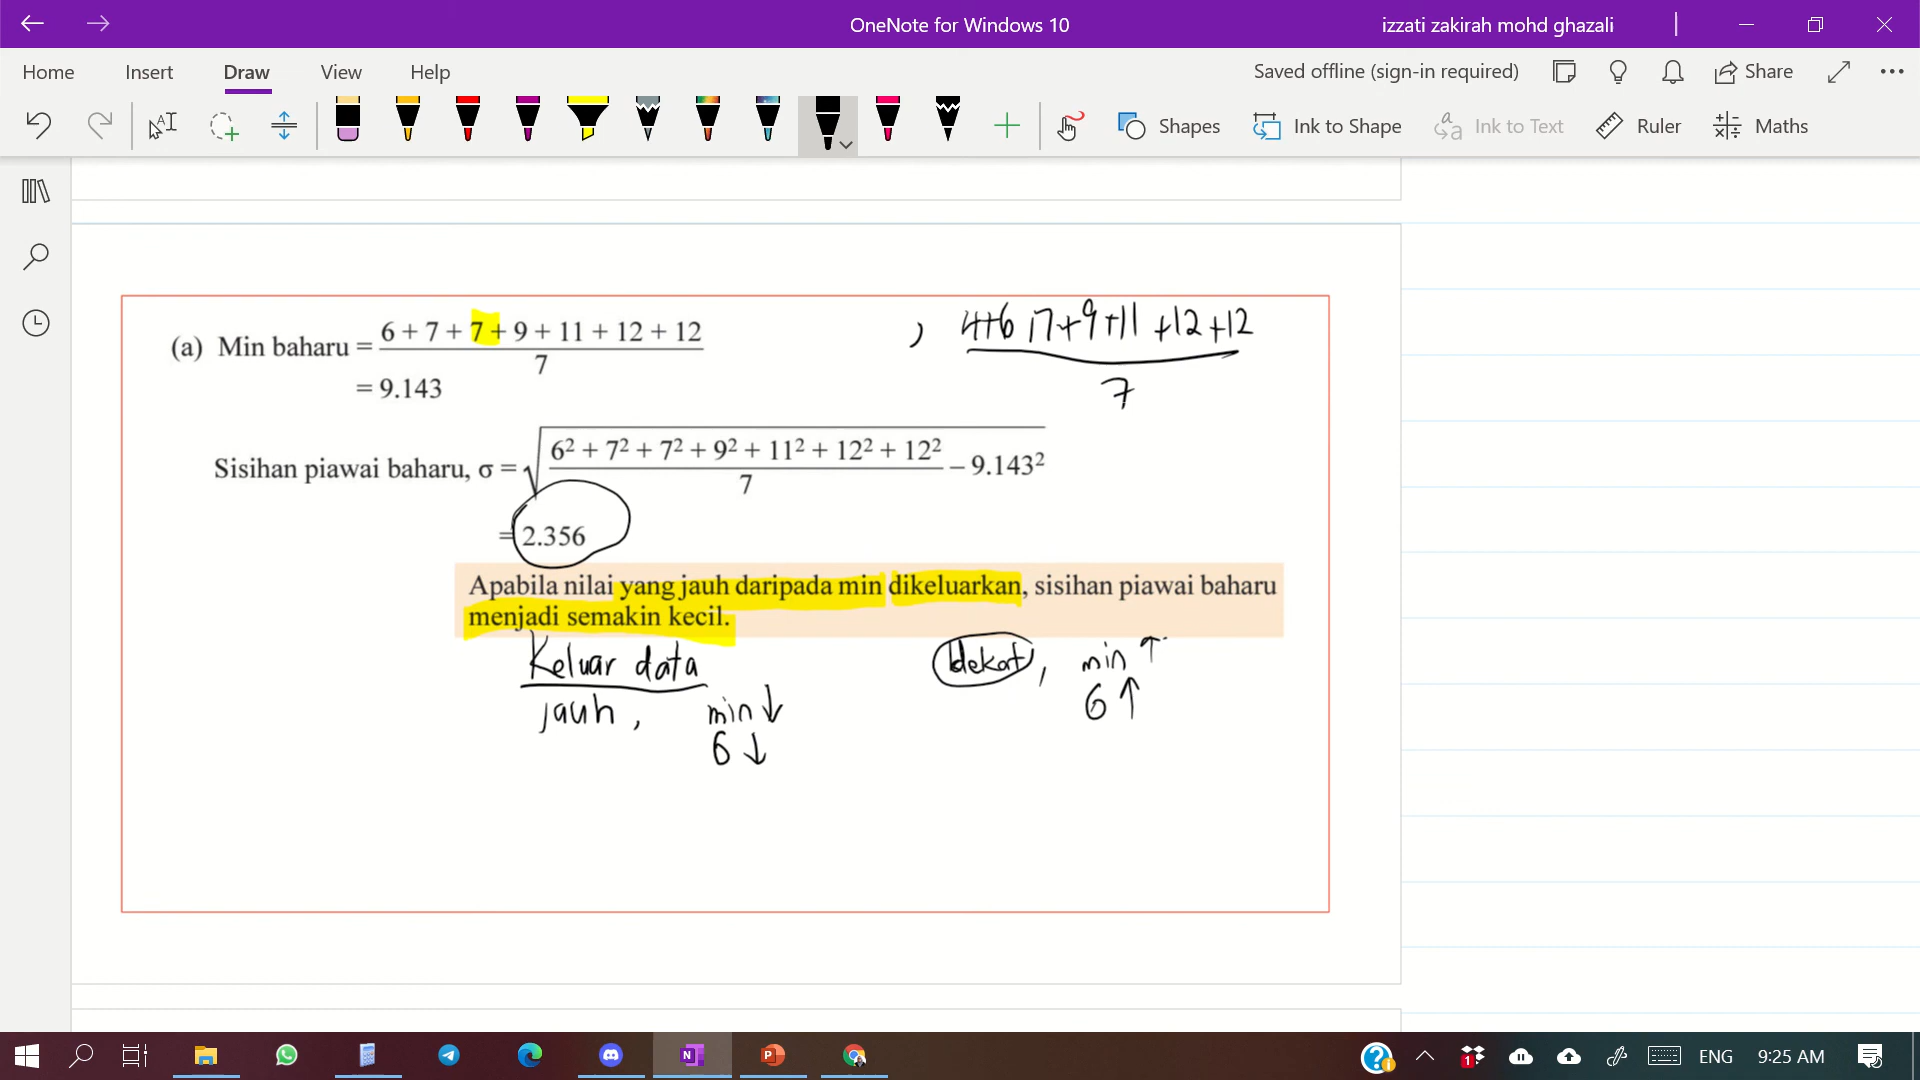 OneNote for Windows 10
izzati zakirah mohd ghazali
Home Insert Draw View Help
Saved offline (sign-in required)
Share
Shapes
Ink to Shape
Ink to Text
Ruler
Maths
(a) Min baharu = 6 + 7 + 7 + 9 + 11 + 12 + 12 / 7
, 4+6 17+9+11 +12+12 / 7
= 9.143
Sisihan piawai baharu, σ = √(6² + 7² + 7² + 9² + 11² + 12² + 12² / 7 – 9.143²)
= 2.356
Apabila nilai yang jauh daripada min dikeluarkan, sisihan piawai baharu
menjadi semakin kecil.
Keluar data
jauh, min ↓
6 ↓
dekat, min ↑
6 ↑
ENG 9:25 AM